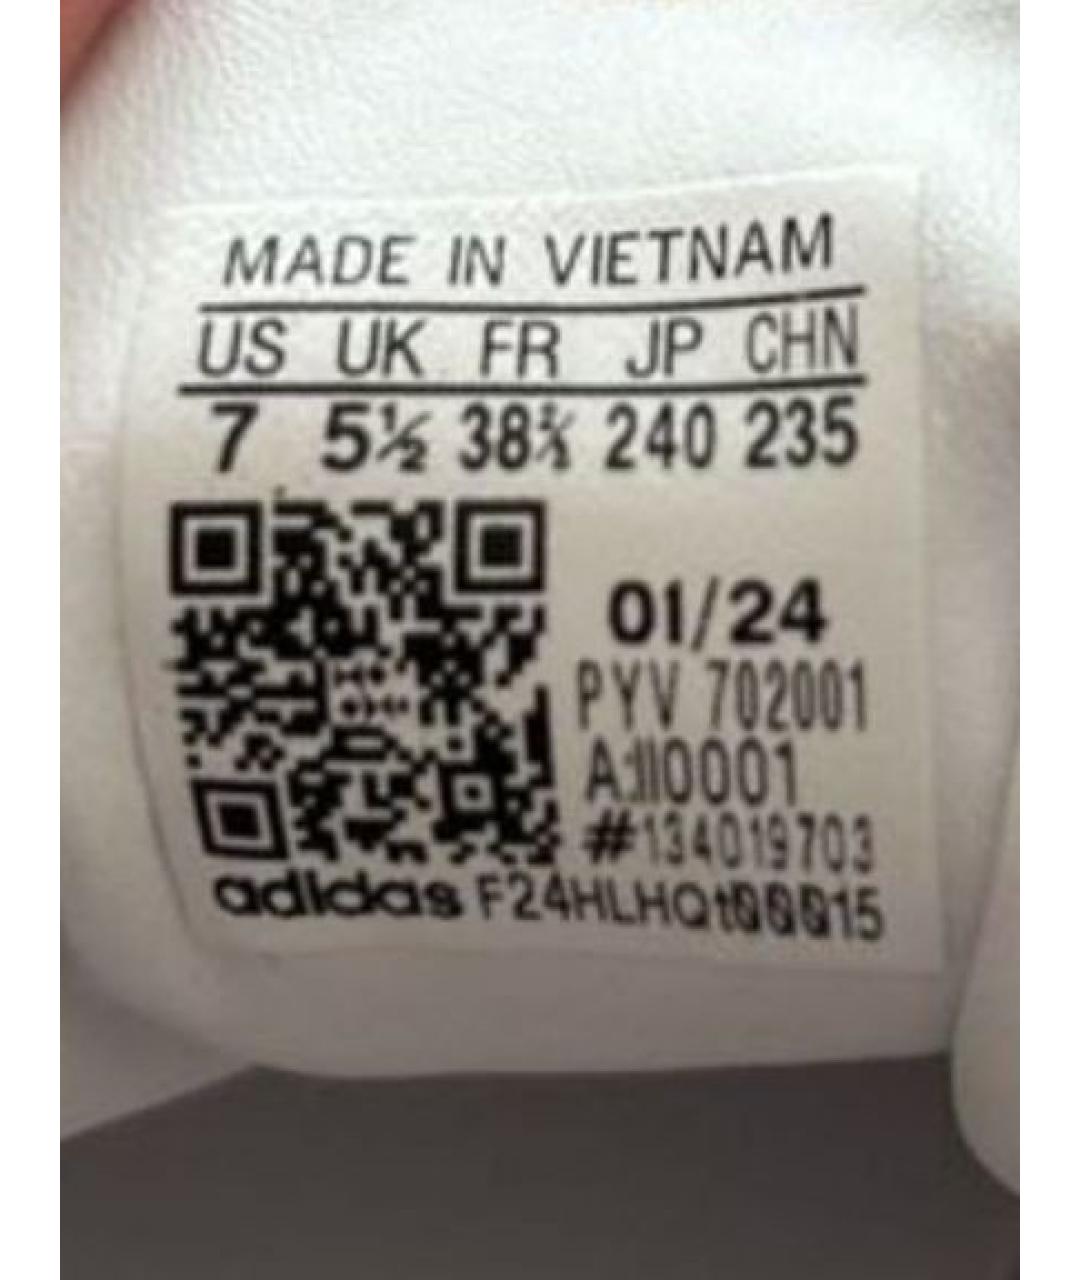 MADE IN VIETNAM
US UK FR JP CHN
7 5½ 38⅔ 240 235
01/24
PYV 702001
#134019703
adidas